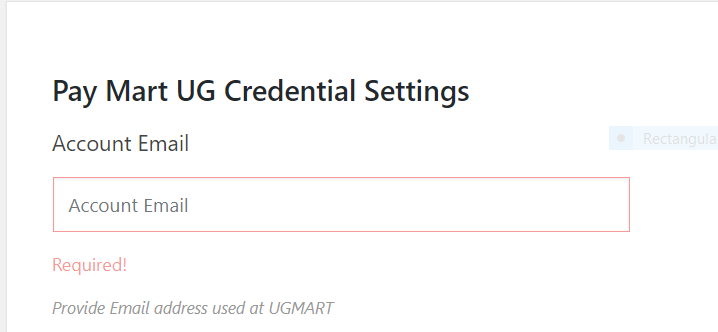 Pay Mart UG Credential Settings
Account Email
Rectangula
Account Email
Required!
Provide Email address used at UGMART